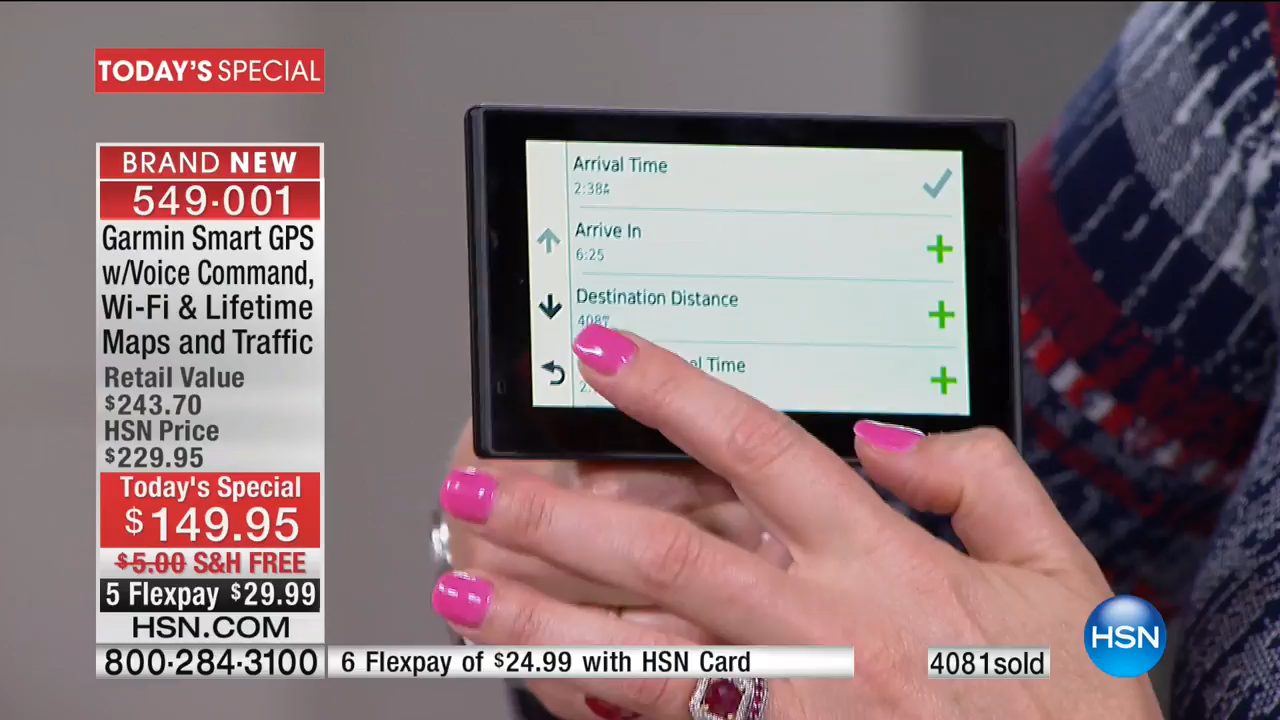 TODAY'S SPECIAL
BRAND NEW
549·001
Garmin Smart GPS
w/Voice Command,
Wi-Fi & Lifetime
Maps and Traffic
Retail Value
$243.70
HSN Price
$229.95
Today's Special
$149.95
$5.00 S&H FREE
5 Flexpay $29.99
HSN.COM
800·284·3100
6 Flexpay of $24.99 with HSN Card
4081sold
HSN
Arrival Time
2:38A
Arrive In
6:25
Destination Distance
Time